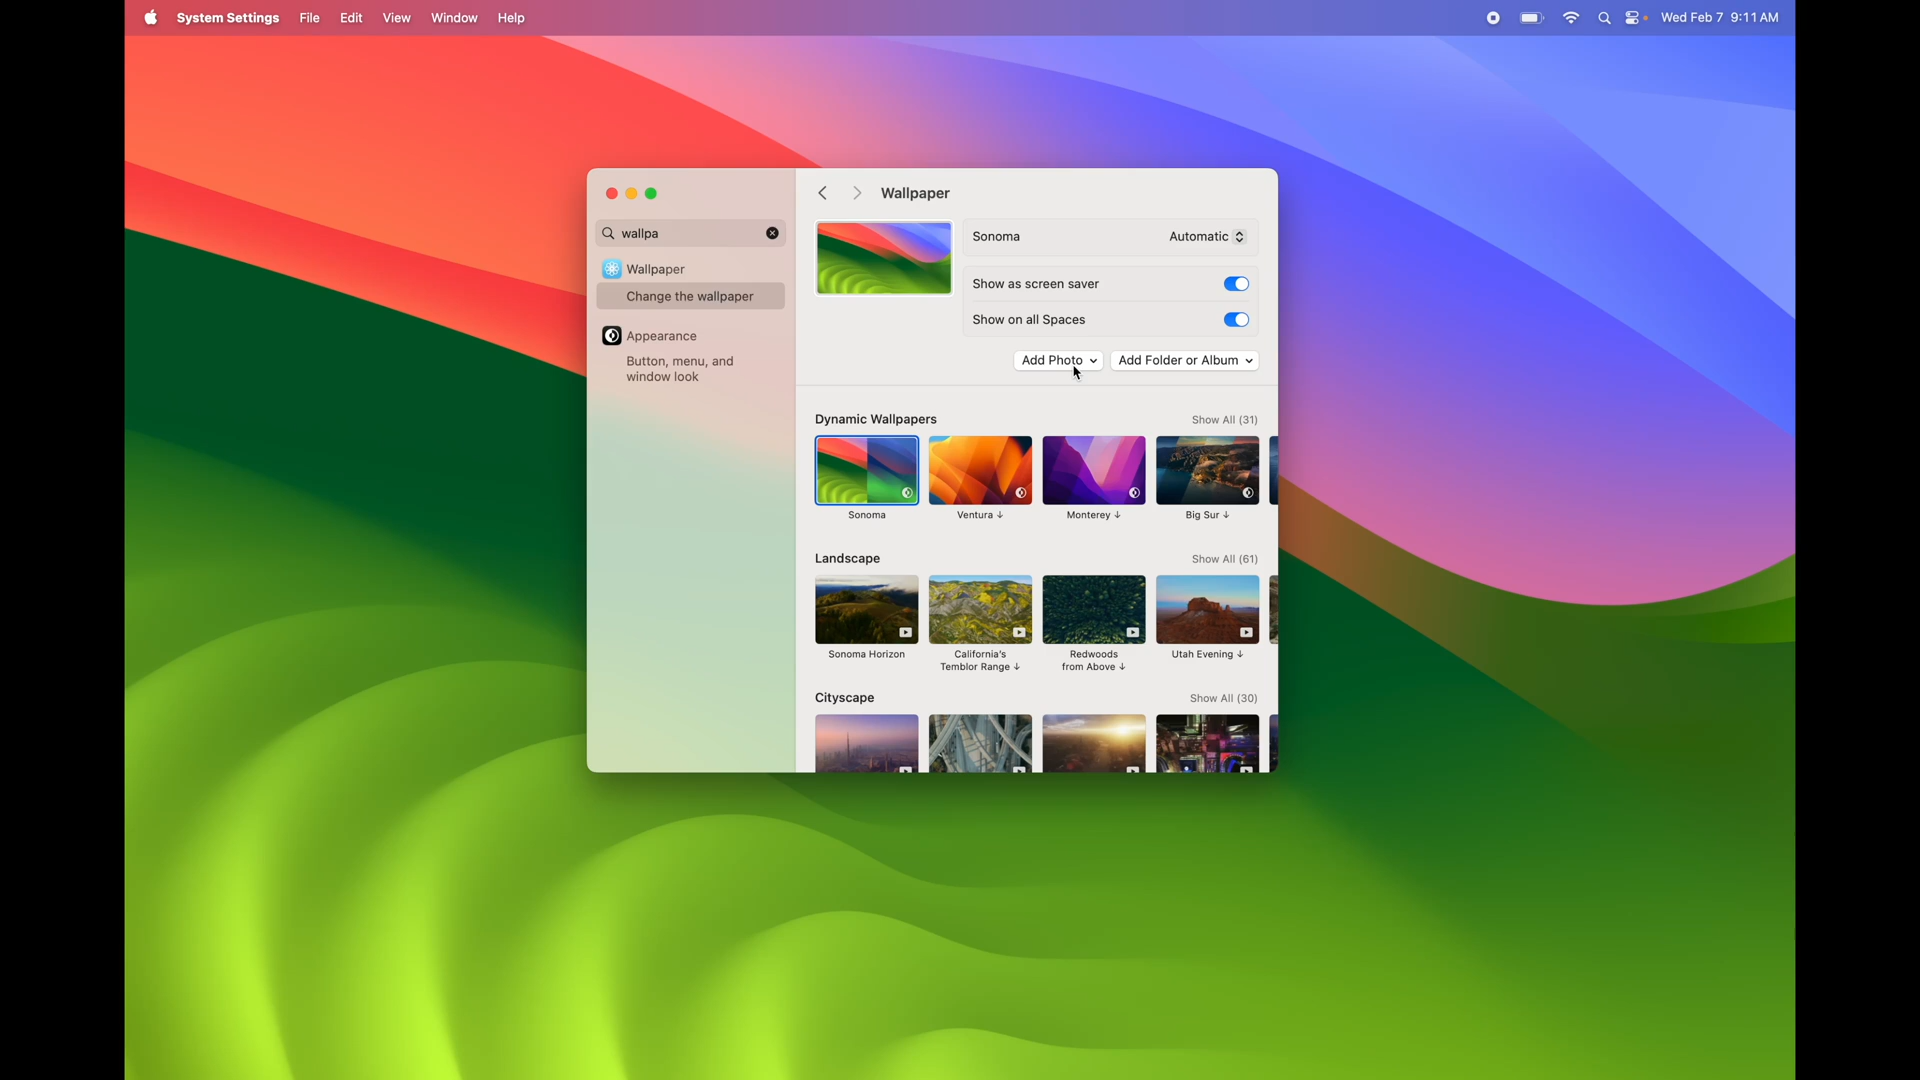 System Settings File Edit View Window Help Wed Feb 7 9:11 AM
Wallpaper
wallpa
Wallpaper
Change the wallpaper
Appearance
Button, menu, and
window look
Sonoma Automatic
Show as screen saver
Show on all Spaces
Add Photo Add Folder or Album
Dynamic Wallpapers Show All (31)
Sonoma Ventura ↓ Monterey ↓ Big Sur ↓
Landscape Show All (61)
Sonoma Horizon California's Redwoods Utah Evening ↓
Temblor Range ↓ from Above ↓
Cityscape Show All (30)